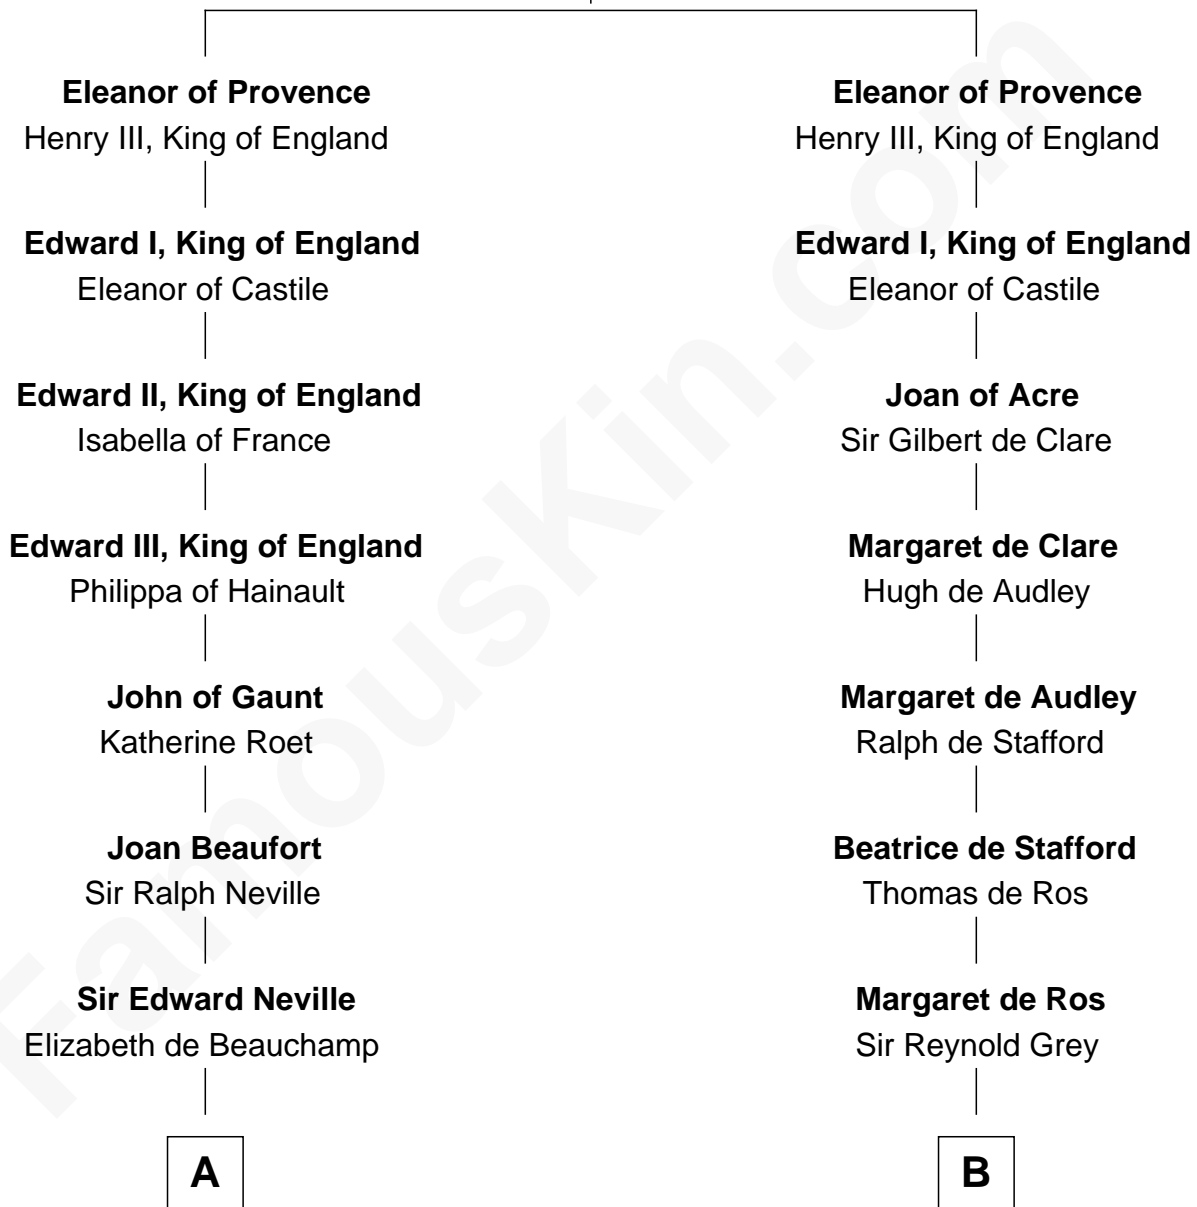 Eleanor of Provence
Henry III, King of England
Edward I, King of England
Eleanor of Castile
Edward II, King of England
Isabella of France
Edward III, King of England
Philippa of Hainault
John of Gaunt
Katherine Roet
Joan Beaufort
Sir Ralph Neville
Sir Edward Neville
Elizabeth de Beauchamp
A
Eleanor of Provence
Henry III, King of England
Edward I, King of England
Eleanor of Castile
Joan of Acre
Sir Gilbert de Clare
Margaret de Clare
Hugh de Audley
Margaret de Audley
Ralph de Stafford
Beatrice de Stafford
Thomas de Ros
Margaret de Ros
Sir Reynold Grey
B
FamousKin.com